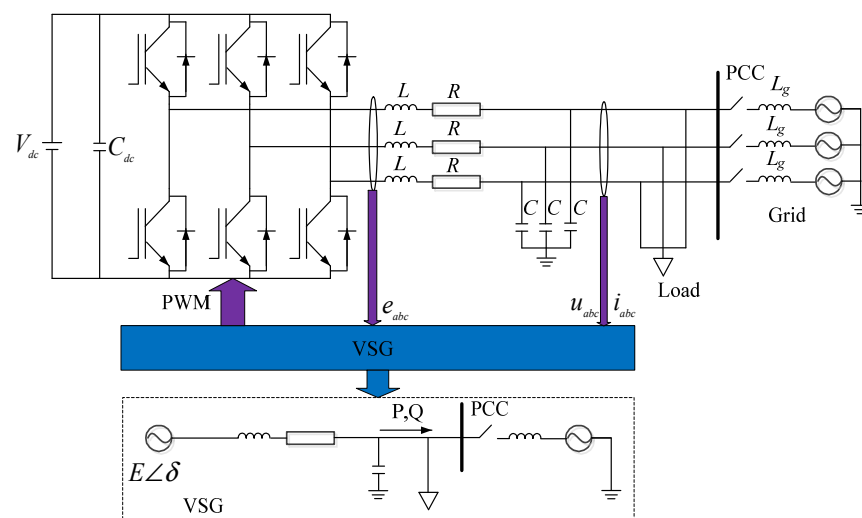 V_dc
C_dc
L
R
L
R
L
R
C
C
C
PCC
L_g
L_g
L_g
Grid
Load
PWM
e_abc
u_abc
i_abc
VSG
P,Q
PCC
E∠δ
VSG